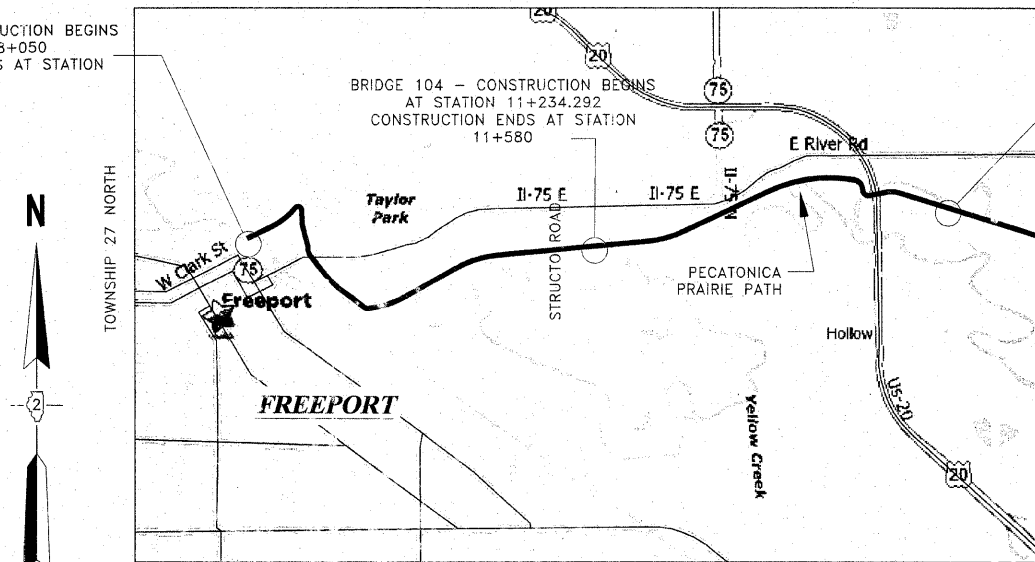 UCTION BEGINS
8+050
S AT STATION
20
20
BRIDGE 104 - CONSTRUCTION BEGINS
AT STATION 11+234.292
CONSTRUCTION ENDS AT STATION
11+580
75
75
E River Rd
Taylor
Park
Il-75 E
Il-75 E
Il-75 N
STRUCTOR ROAD
N
TOWNSHIP 27 NORTH
W Clark St
75
Freeport
PECATONICA
PRAIRIE PATH
Hollow
FREEPORT
2
Yellow Creek
US-20
20